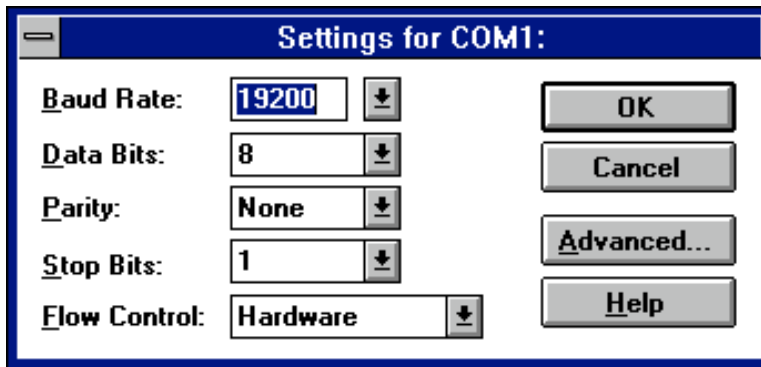 Settings for COM1:
Baud Rate: 19200
OK
Data Bits: 8
Cancel
Parity: None
Advanced...
Stop Bits: 1
Help
Flow Control: Hardware